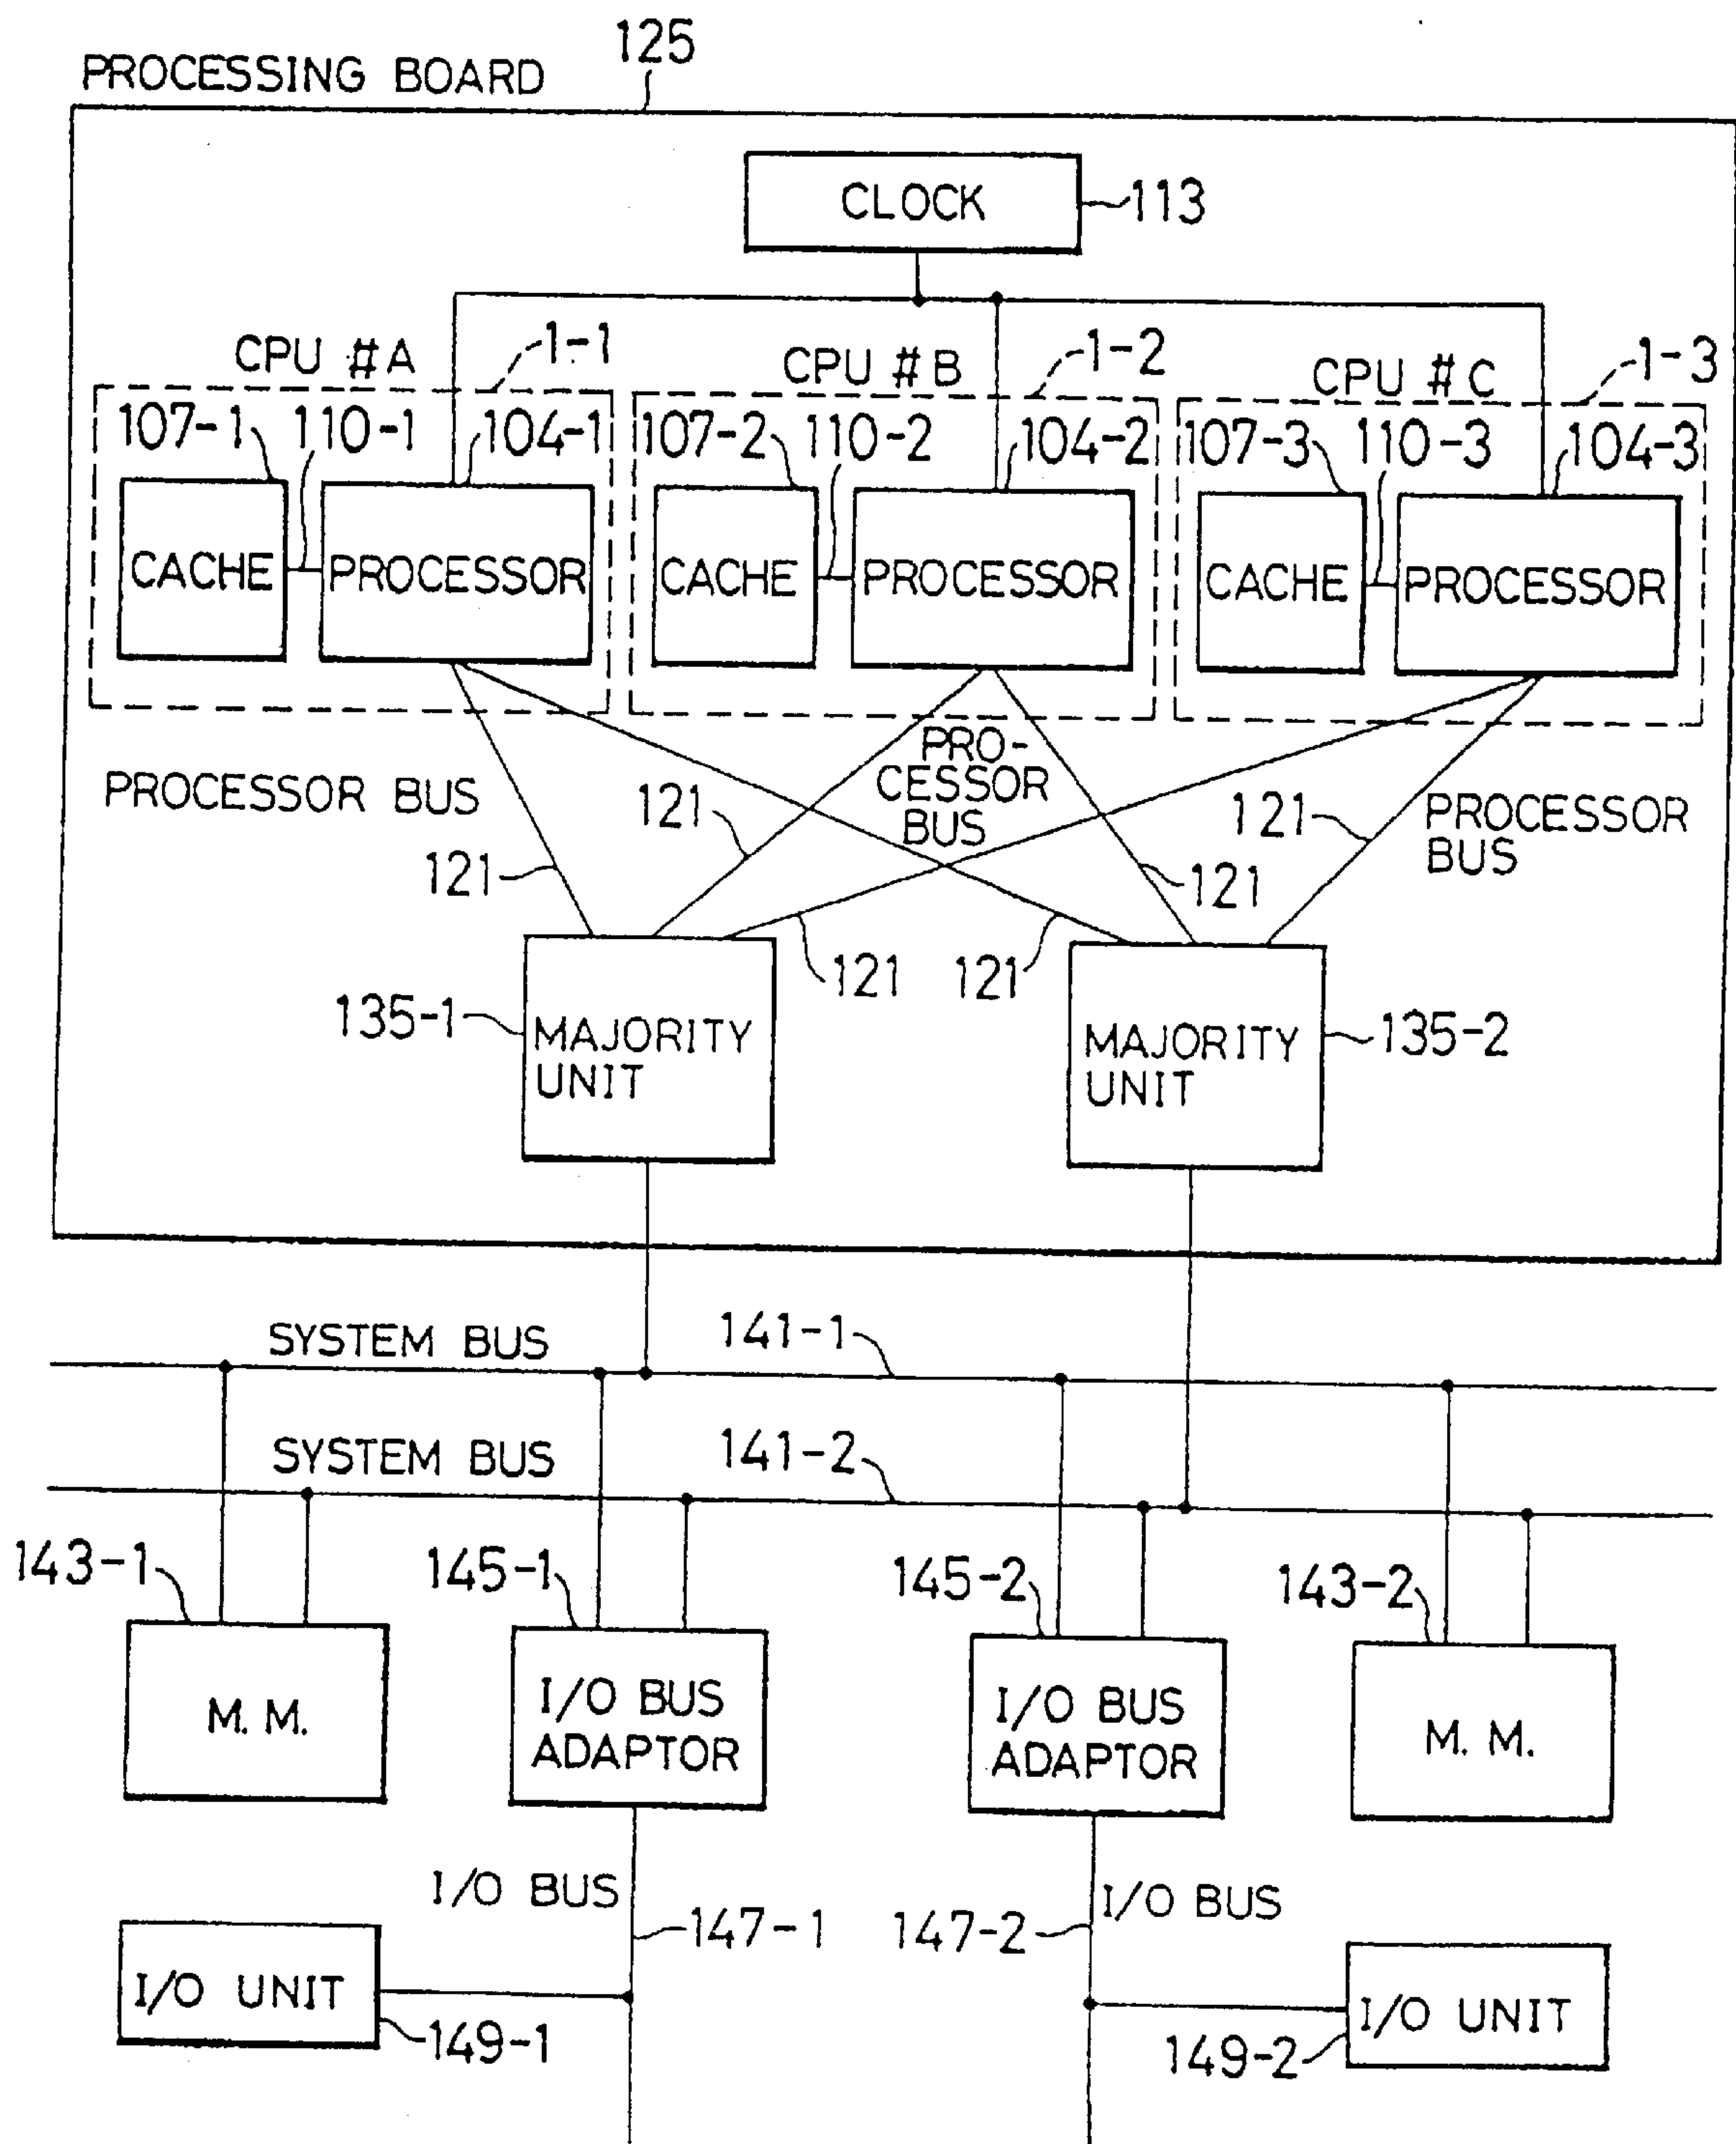 125
PROCESSING BOARD
CLOCK
113
CPU #A
1-1
CPU #B
1-2
CPU #C
1-3
107-1
110-1
104-1
107-2
110-2
104-2
107-3
110-3
104-3
CACHE
PROCESSOR
CACHE
PROCESSOR
CACHE
PROCESSOR
PROCESSOR BUS
PRO-
CESSOR
BUS
PROCESSOR
BUS
121
121
121
121
121
121
135-1
MAJORITY
UNIT
MAJORITY
UNIT
135-2
SYSTEM BUS
141-1
SYSTEM BUS
141-2
143-1
145-1
145-2
143-2
M. M.
I/O BUS
ADAPTOR
I/O BUS
ADAPTOR
M. M.
I/O BUS
147-1
147-2
I/O BUS
I/O UNIT
149-1
149-2
I/O UNIT